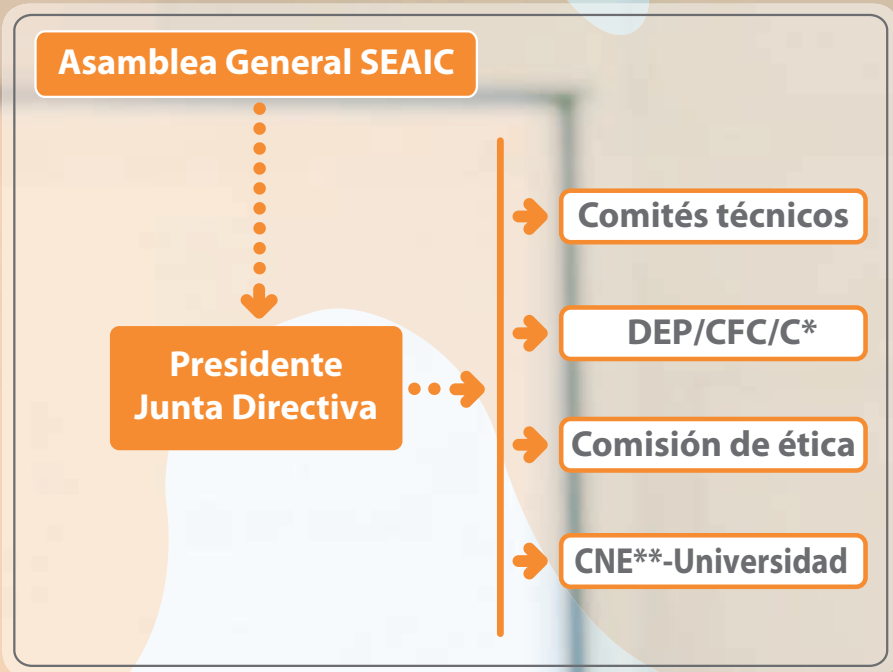 Asamblea General SEAIC
Presidente
Junta Directiva
Comités técnicos
DEP/CFC/C*
Comisión de ética
CNE**-Universidad